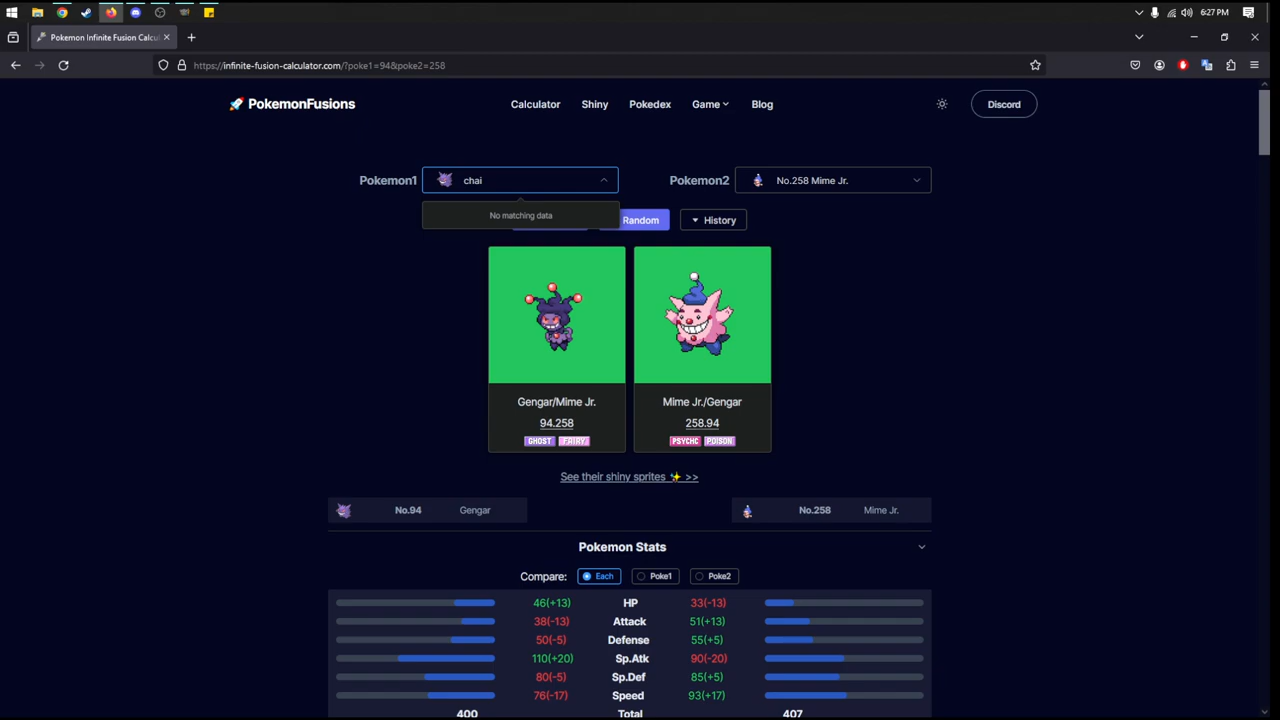 6:27 PM
Pokemon Infinite Fusion Calcu
https://infinite-fusion-calculator.com/?poke1=94&poke2=258
PokemonFusions
Calculator Shiny Pokedex Game Blog Discord
Pokemon1 chai Pokemon2 No.258 Mime Jr.
No matching data
Random History
Gengar/Mime Jr. Mime Jr./Gengar
94.258 258.94
GHOST FAIRY PSYCHC POISON
See their shiny sprites ✨ >>
No.94 Gengar No.258 Mime Jr.
Pokemon Stats
Compare: Each Poke1 Poke2
46(+13) HP 33(-13)
38(-13) Attack 51(+13)
50(-5) Defense 55(+5)
110(+20) Sp.Atk 90(-20)
80(-5) Sp.Def 85(+5)
76(-17) Speed 93(+17)
400 Total 407